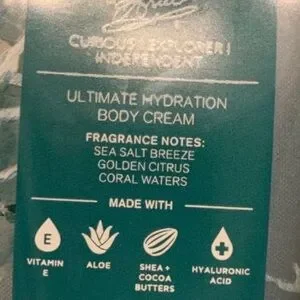 CURIOUS | EXPLORER |
INDEPENDENT
ULTIMATE HYDRATION
BODY CREAM
FRAGRANCE NOTES:
SEA SALT BREEZE
GOLDEN CITRUS
CORAL WATERS
MADE WITH
E
VITAMIN
E
ALOE
SHEA +
COCOA
BUTTERS
HYALURONIC
ACID